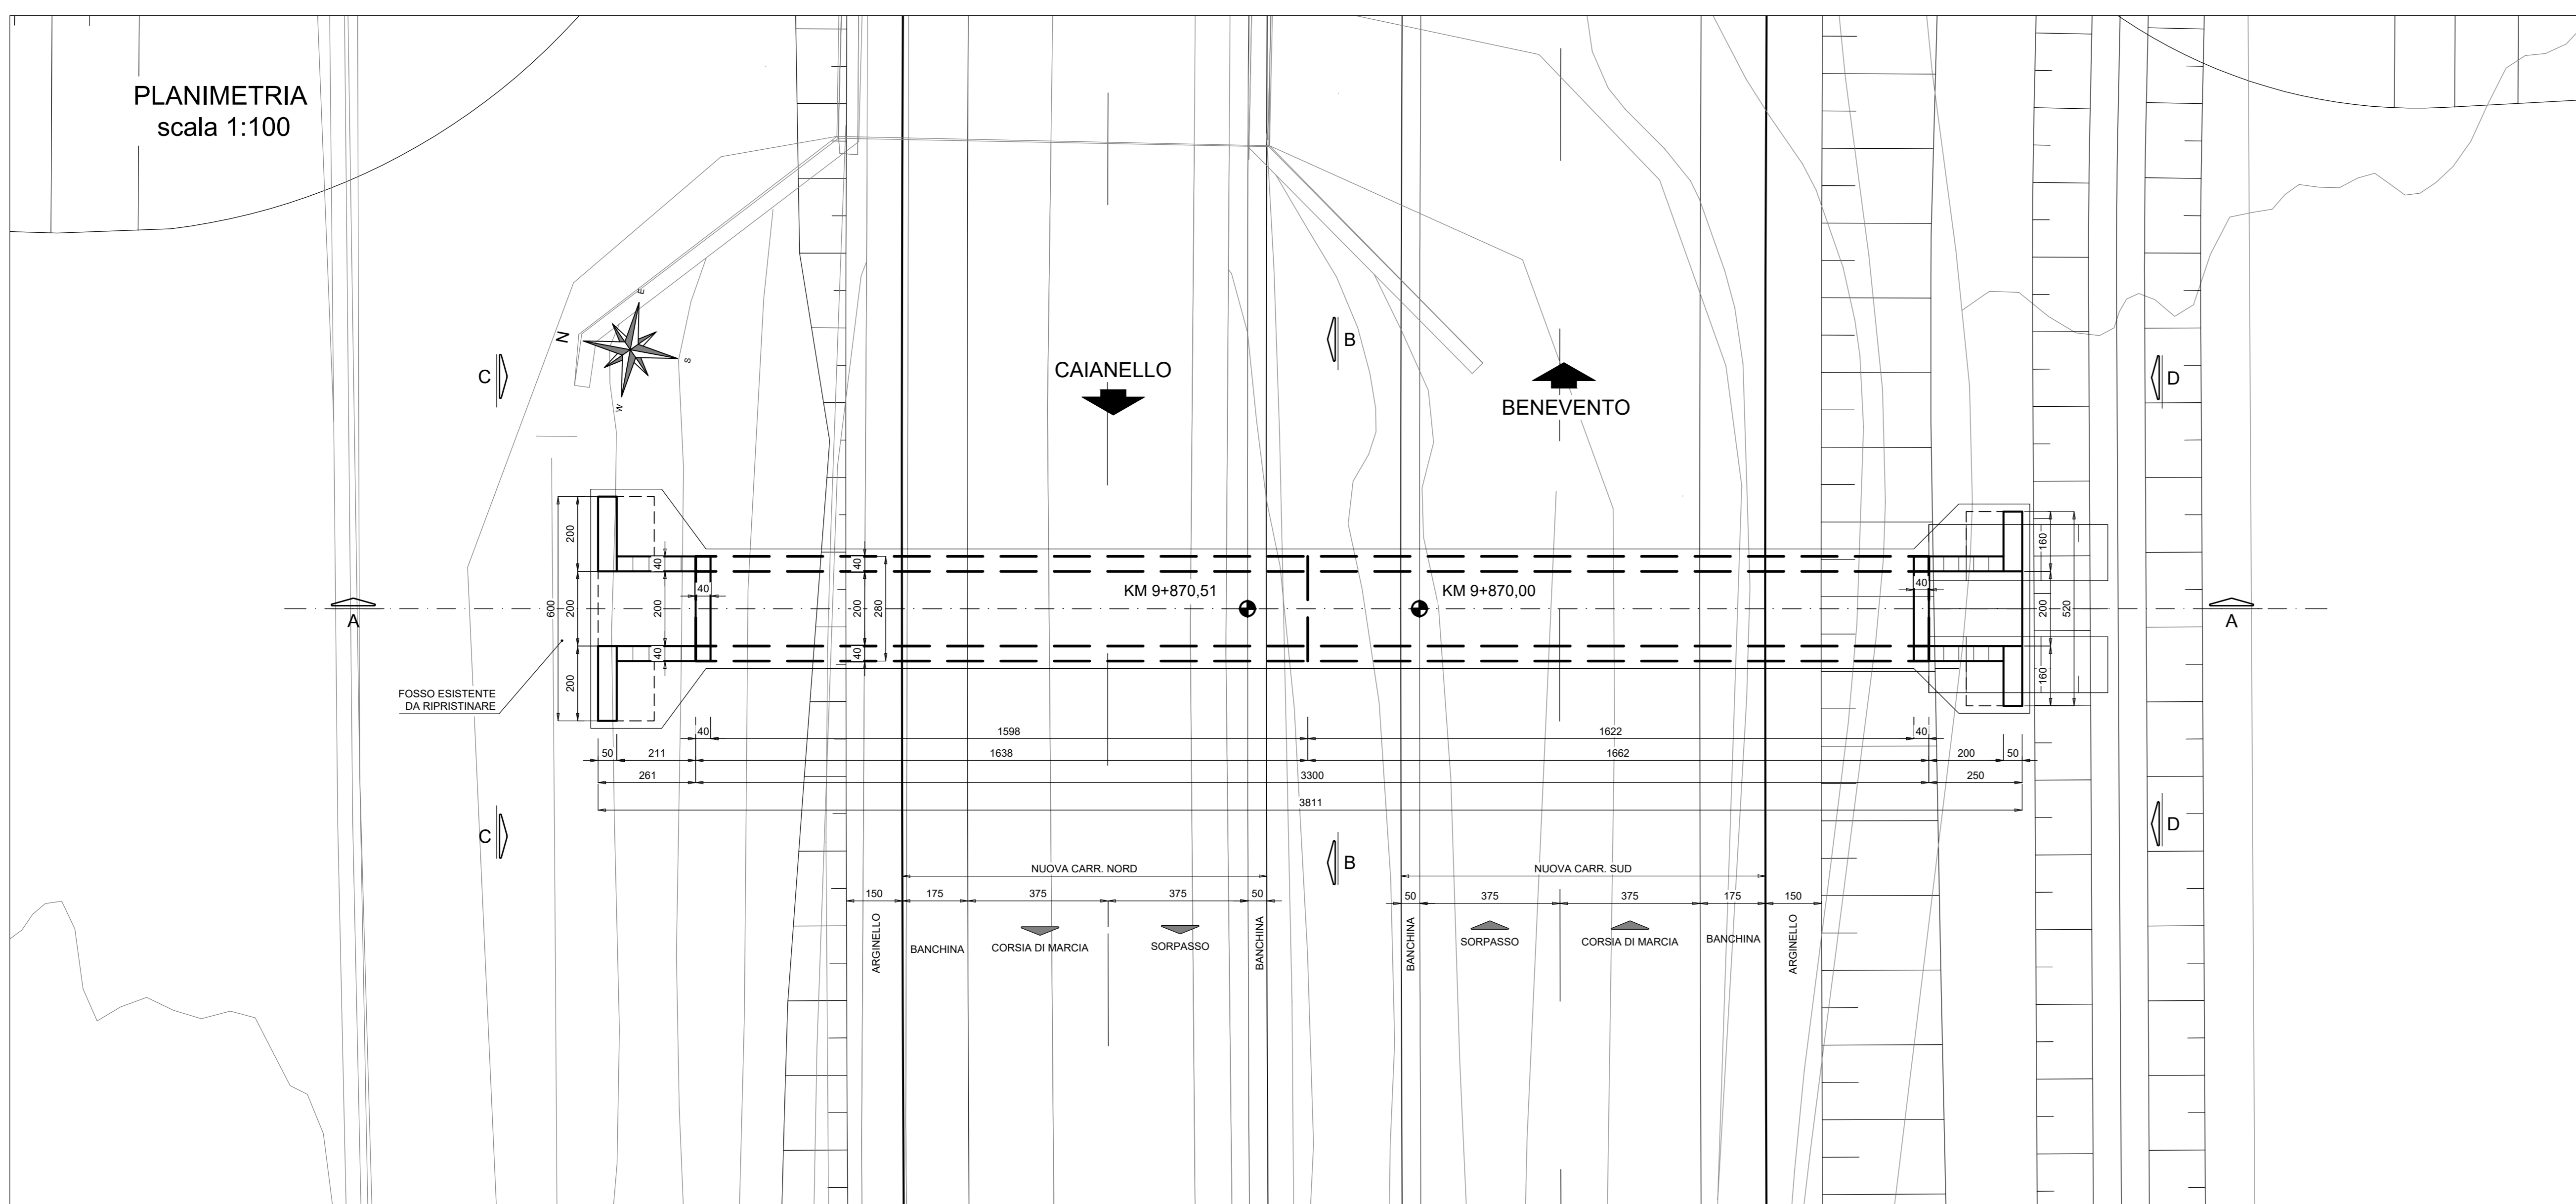 PLANIMETRIA
scala 1:100
E
N
S
W
C
B
D
CAIANELLO
BENEVENTO
200
40
40
160
40
40
KM 9+870,51
KM 9+870,00
600
200
200
200
280
200
520
A
A
40
40
160
200
FOSSO ESISTENTE
DA RIPRISTINARE
40
1598
1622
40
50
211
1638
1662
200
50
261
3300
250
3811
C
B
D
NUOVA CARR. NORD
NUOVA CARR. SUD
150
175
375
375
50
50
375
375
175
150
ARGINELLO
BANCHINA
CORSIA DI MARCIA
SORPASSO
BANCHINA
BANCHINA
SORPASSO
CORSIA DI MARCIA
BANCHINA
ARGINELLO